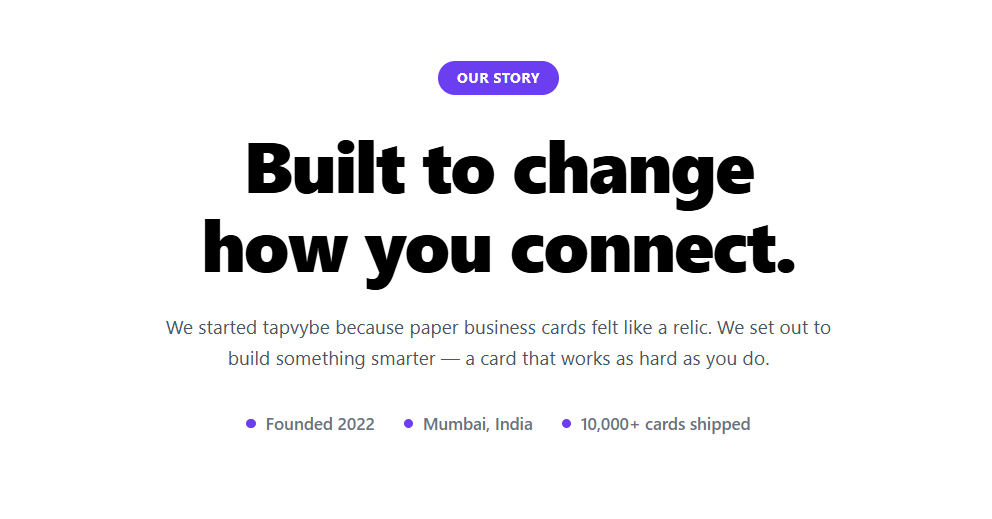 OUR STORY
Built to change
how you connect.
We started tapvybe because paper business cards felt like a relic. We set out to
build something smarter — a card that works as hard as you do.
Founded 2022
Mumbai, India
10,000+ cards shipped